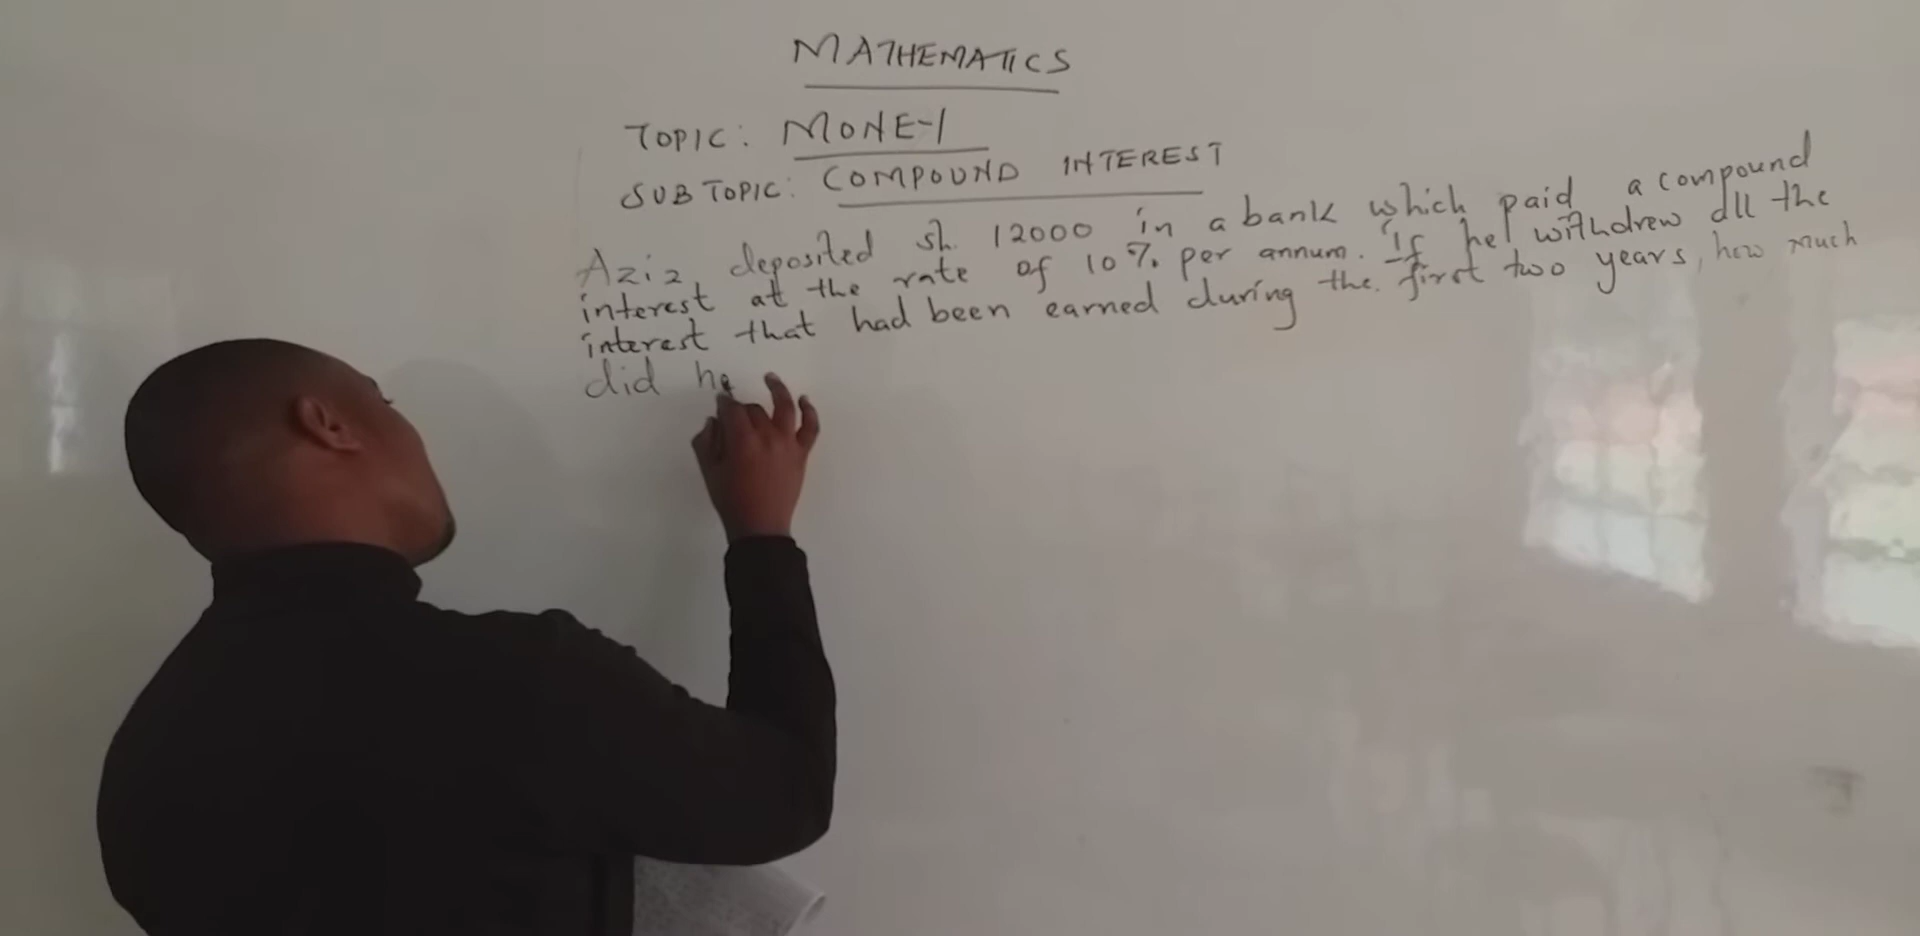 MATHEMATICS
TOPIC: MONEY
SUBTOPIC: COMPOUND INTEREST
Aziz deposited sh. 12000 in a bank which paid a compound
interest at the rate of 10% per annum. If he withdrew all the
interest that had been earned during the first two years, how much
did he